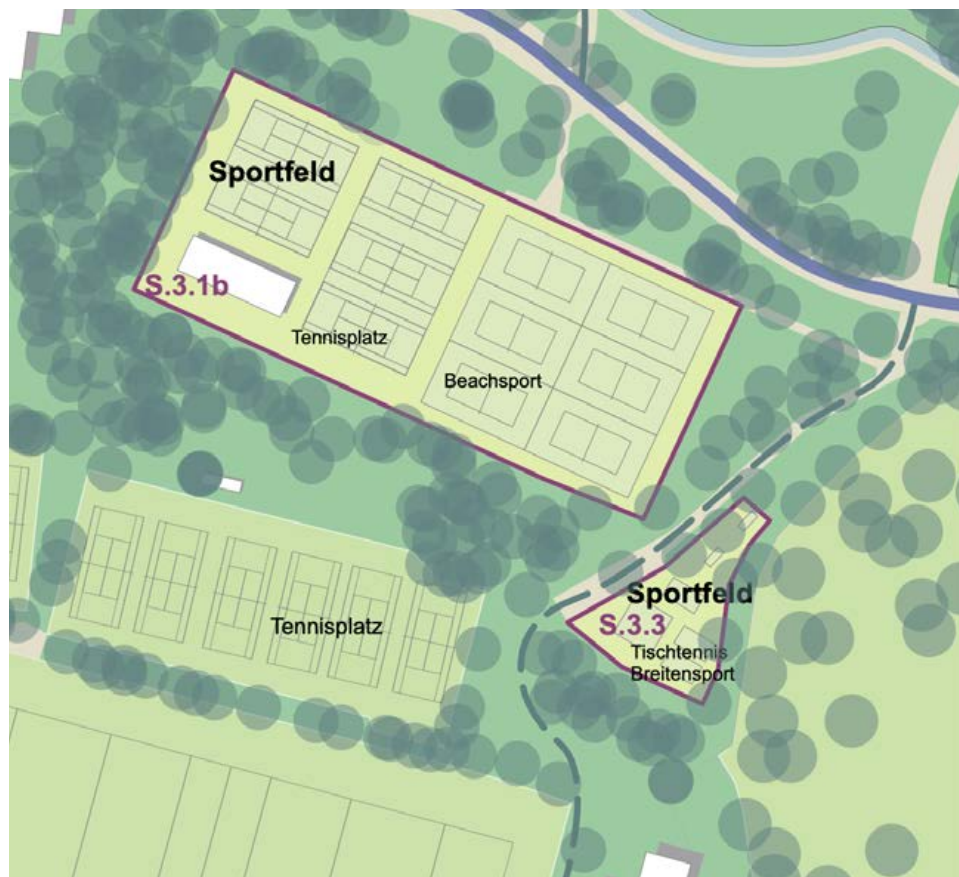 Sportfeld
S.3.1b
Tennisplatz
Beachsport
Sportfeld
S.3.3
Tennisplatz
Tischtennis
Breitensport